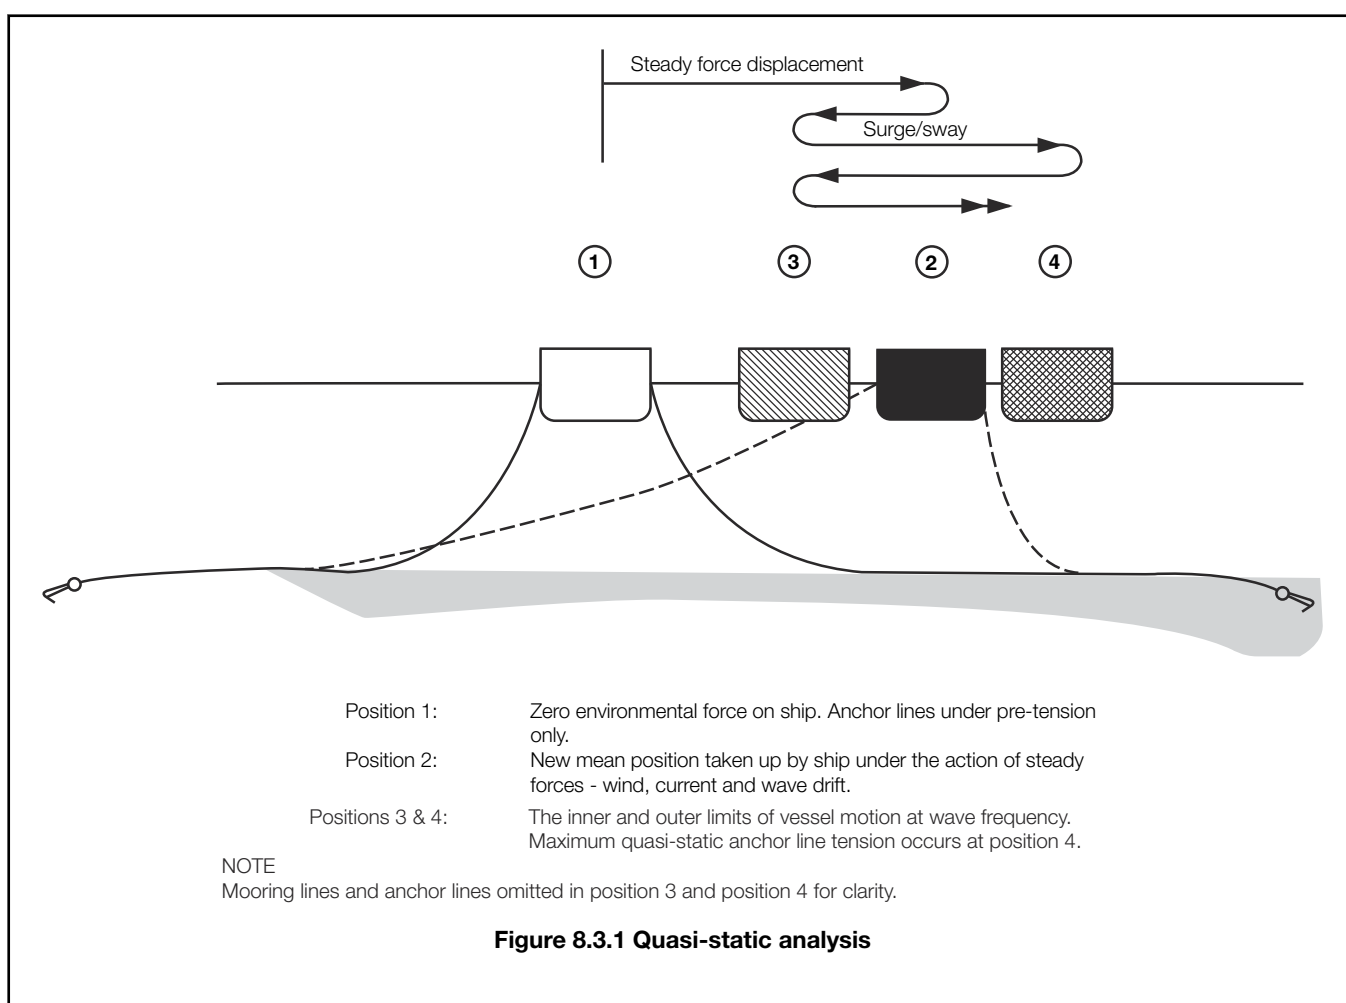 Steady force displacement
Surge/sway
1
3
2
4
Position 1:
Zero environmental force on ship. Anchor lines under pre-tension
only.
Position 2:
New mean position taken up by ship under the action of steady
forces - wind, current and wave drift.
Positions 3 & 4:
The inner and outer limits of vessel motion at wave frequency.
Maximum quasi-static anchor line tension occurs at position 4.
NOTE
Mooring lines and anchor lines omitted in position 3 and position 4 for clarity.
Figure 8.3.1 Quasi-static analysis